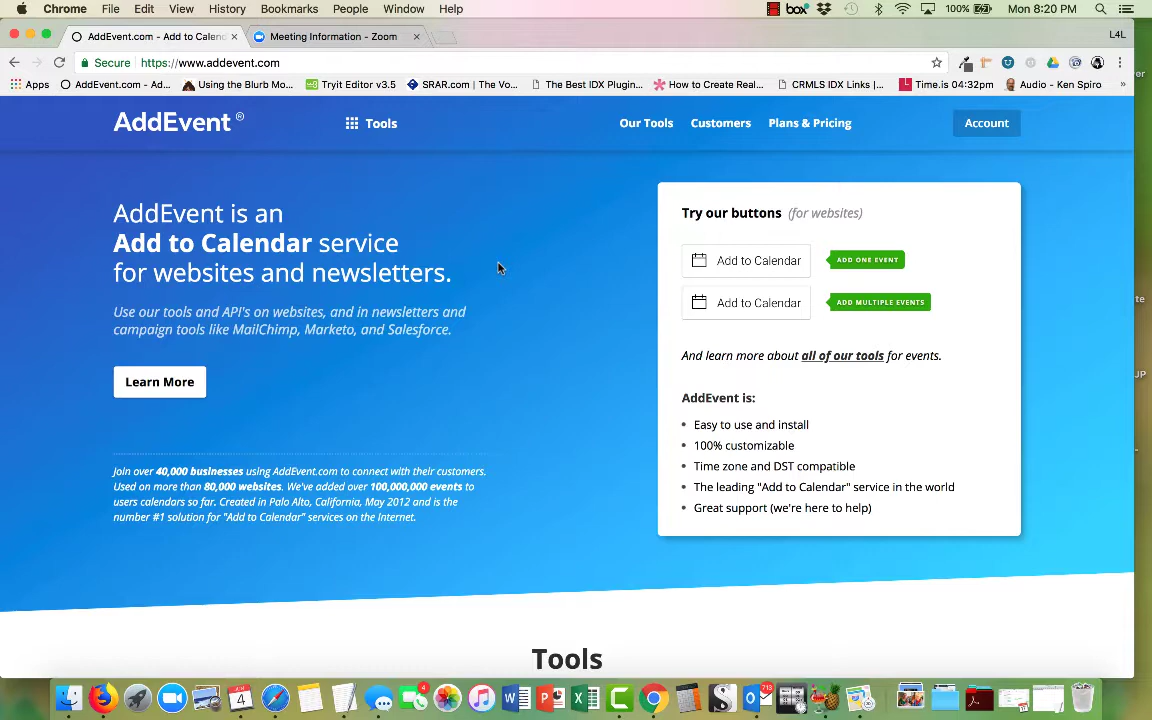 Chrome File Edit View History Bookmarks People Window Help box 100% Mon 8:20 PM
AddEvent.com - Add to Calend Meeting Information - Zoom L4L
Secure https://www.addevent.com
Apps AddEvent.com - Ad... Using the Blurb Mo... Tryit Editor v3.5 SRAR.com | The Vo... The Best IDX Plugin... How to Create Real... CRMLS IDX Links |... Time.is 04:32pm Audio - Ken Spiro »
AddEvent ® Tools Our Tools Customers Plans & Pricing Account
AddEvent is an
Add to Calendar service
for websites and newsletters.
Use our tools and API's on websites, and in newsletters and
campaign tools like MailChimp, Marketo, and Salesforce.
Learn More
Join over 40,000 businesses using AddEvent.com to connect with their customers.
Used on more than 80,000 websites. We've added over 100,000,000 events to
users calendars so far. Created in Palo Alto, California, May 2012 and is the
number #1 solution for "Add to Calendar" services on the Internet.
Try our buttons (for websites)
Add to Calendar ADD ONE EVENT
Add to Calendar ADD MULTIPLE EVENTS
And learn more about all of our tools for events.
AddEvent is:
• Easy to use and install
• 100% customizable
• Time zone and DST compatible
• The leading "Add to Calendar" service in the world
• Great support (we're here to help)
Tools
4 4 713